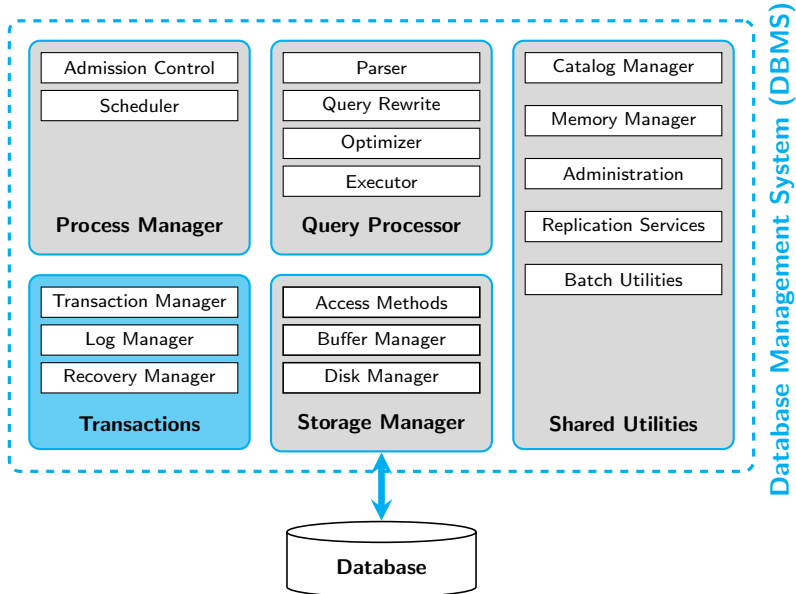 Admission Control
Scheduler
Process Manager
Parser
Query Rewrite
Optimizer
Executor
Query Processor
Catalog Manager
Memory Manager
Administration
Replication Services
Batch Utilities
Shared Utilities
Transaction Manager
Log Manager
Recovery Manager
Transactions
Access Methods
Buffer Manager
Disk Manager
Storage Manager
Database Management System (DBMS)
Database